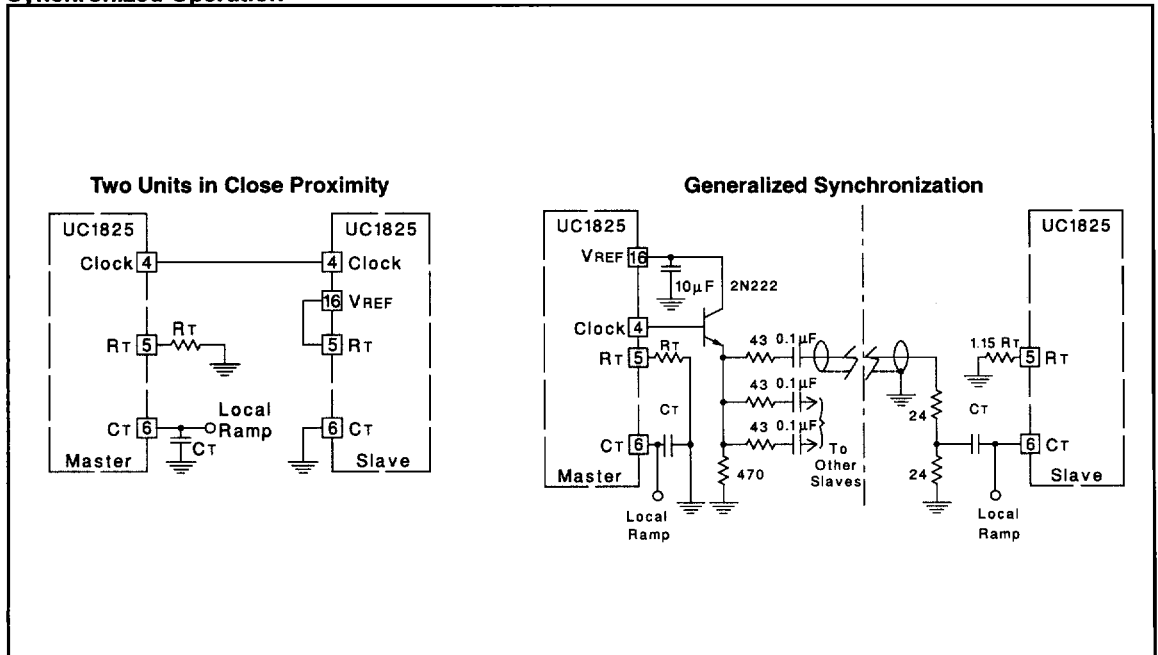 Synchronized Operation
Two Units in Close Proximity
UC1825
UC1825
Clock 4
4 Clock
16 VREF
RT 5
RT
5 RT
CT 6
Local
Ramp
CT
6 CT
Master
Slave
Generalized Synchronization
UC1825
UC1825
VREF 16
10µF
2N222
Clock 4
RT 5
RT
43 0.1µF
1.15 RT
5 RT
43 0.1µF
CT
24
CT
43 0.1µF
CT 6
6 CT
To
Other
Slaves
Master
470
24
Slave
Local
Ramp
Local
Ramp